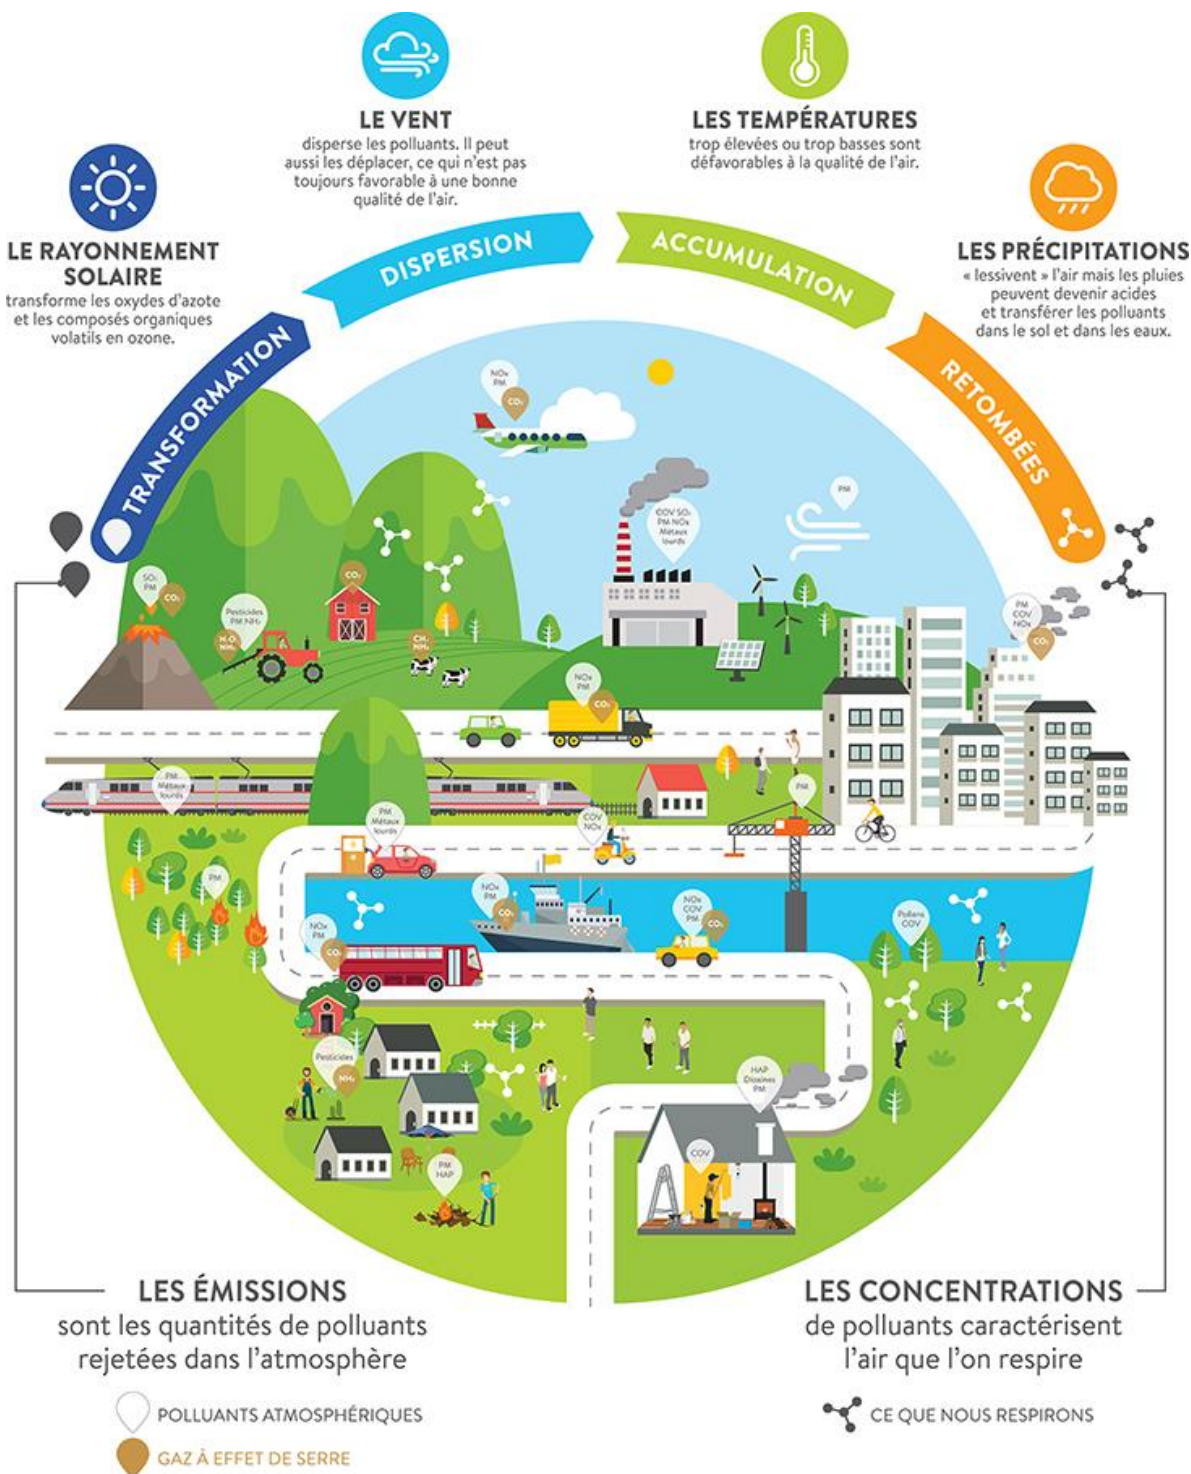 LE VENT
disperse les polluants. Il peut
aussi les déplacer, ce qui n'est pas
toujours favorable à une bonne
qualité de l'air.
LES TEMPÉRATURES
trop élevées ou trop basses sont
défavorables à la qualité de l'air.
LE RAYONNEMENT
SOLAIRE
transforme les oxydes d'azote
et les composés organiques
volatils en ozone.
LES PRÉCIPITATIONS
« lessivent » l'air mais les pluies
peuvent devenir acides
et transférer les polluants
dans le sol et dans les eaux.
TRANSFORMATION
DISPERSION
ACCUMULATION
RETOMBÉES
NOx
PM
CO₂
PM
COV SO₂
PM NOx
Métaux
lourds
SO₂
PM
CO₂
CO₂
Pesticides
PM NH₃
N₂O
NH₃
CH₄
NH₃
PM
COV
NOx
CO₂
NOx
PM
CO₂
PM
Métaux
lourds
PM
PM
Métaux
lourds
COV
NOx
PM
NOx
PM
CO₂
NOx
COV
PM
CO₂
Pollens
COV
NOx
PM
CO₂
Pesticides
NH₃
HAP
Dioxines
PM
COV
PM
HAP
LES ÉMISSIONS
sont les quantités de polluants
rejetées dans l'atmosphère
POLLUANTS ATMOSPHÉRIQUES
GAZ À EFFET DE SERRE
LES CONCENTRATIONS
de polluants caractérisent
l'air que l'on respire
CE QUE NOUS RESPIRONS